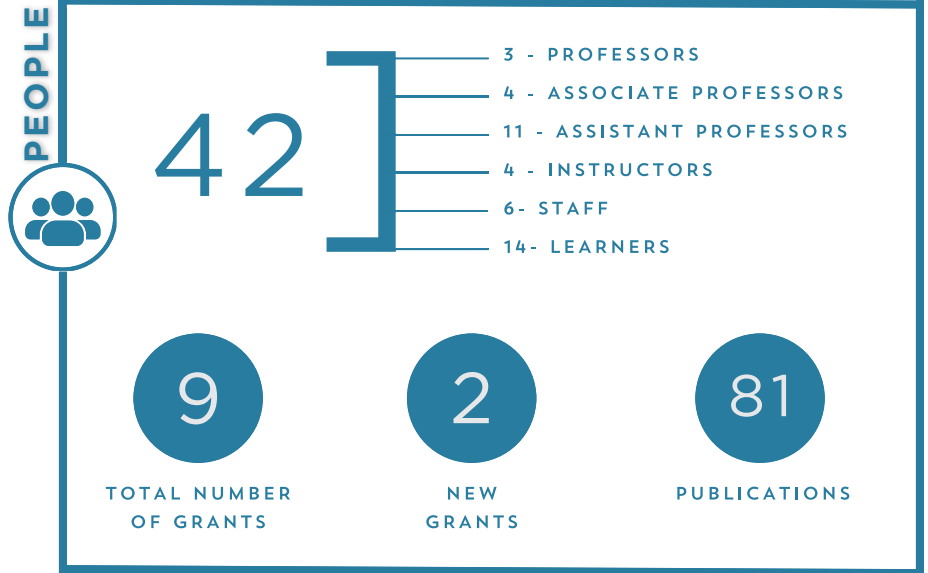 PEOPLE
42
3 - PROFESSORS
4 - ASSOCIATE PROFESSORS
11 - ASSISTANT PROFESSORS
4 - INSTRUCTORS
6- STAFF
14- LEARNERS
9
TOTAL NUMBER
OF GRANTS
2
NEW
GRANTS
81
PUBLICATIONS